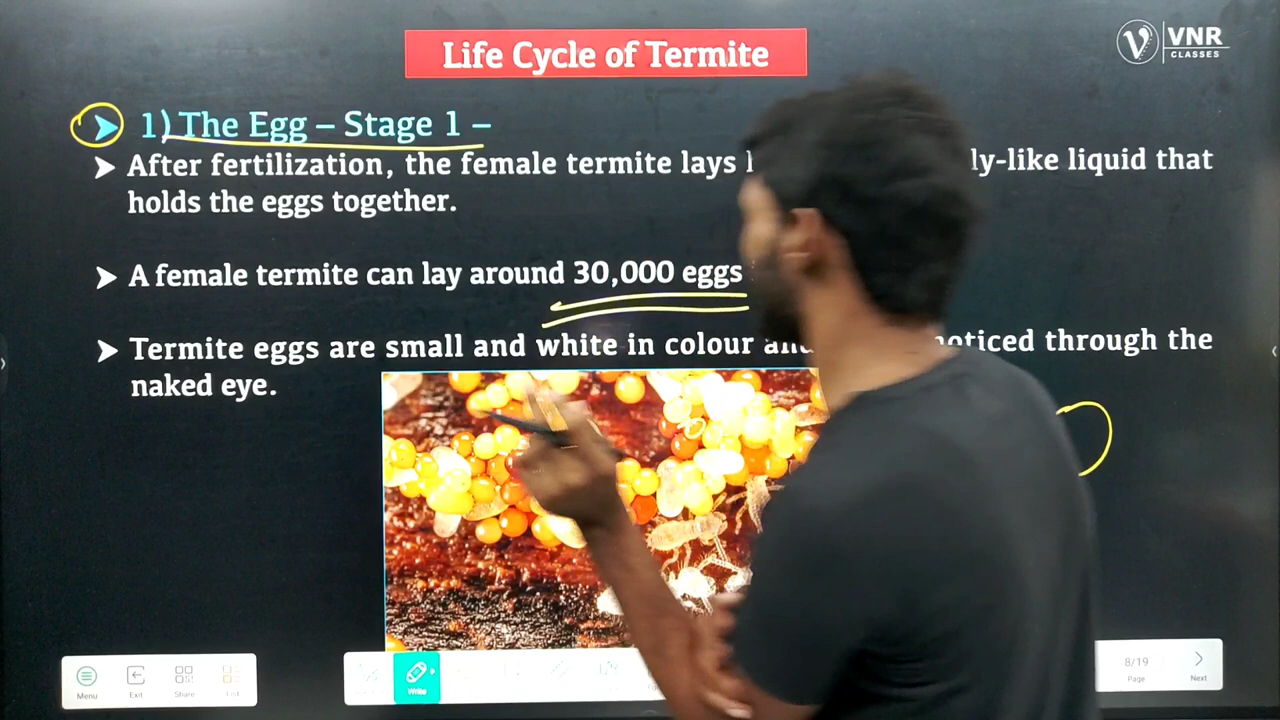 Life Cycle of Termite
VNR
CLASSES
1) The Egg – Stage 1 –
After fertilization, the female termite lays ly-like liquid that
holds the eggs together.
A female termite can lay around 30,000 eggs
Termite eggs are small and white in colour and noticed through the
naked eye.
Menu
Exit
Share
List
Write
8/19
Page
Next